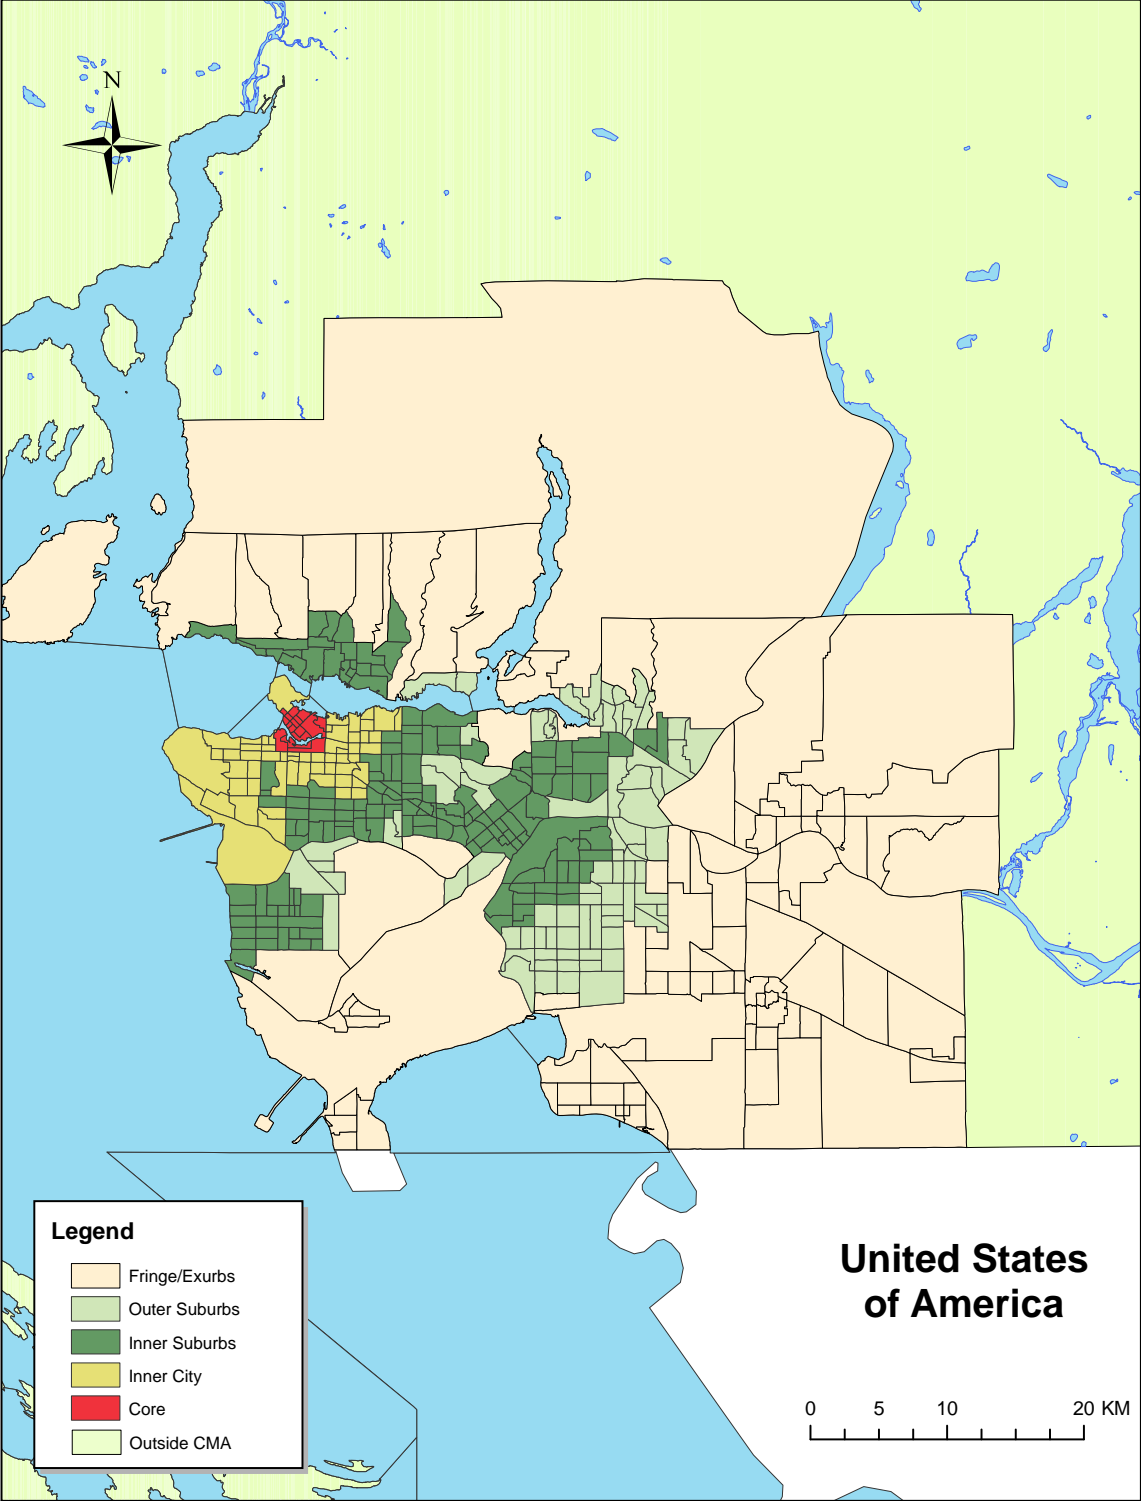 N
Legend
Fringe/Exurbs
Outer Suburbs
Inner Suburbs
Inner City
Core
Outside CMA
United States
of America
0 5 10 20 KM